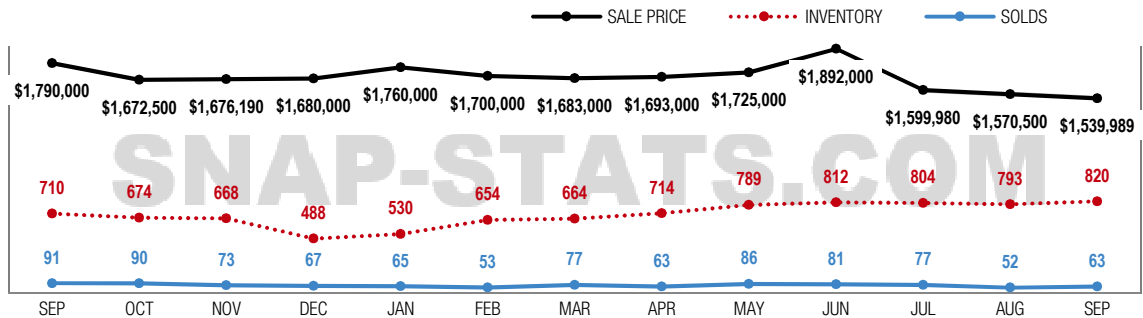 SALE PRICE INVENTORY SOLDS
$1,790,000 $1,672,500 $1,676,190 $1,680,000 $1,760,000 $1,700,000 $1,683,000 $1,693,000 $1,725,000 $1,892,000 $1,599,980 $1,570,500 $1,539,989
SNAP-STATS.COM
710 674 668 488 530 654 664 714 789 812 804 793 820
91 90 73 67 65 53 77 63 86 81 77 52 63
SEP OCT NOV DEC JAN FEB MAR APR MAY JUN JUL AUG SEP